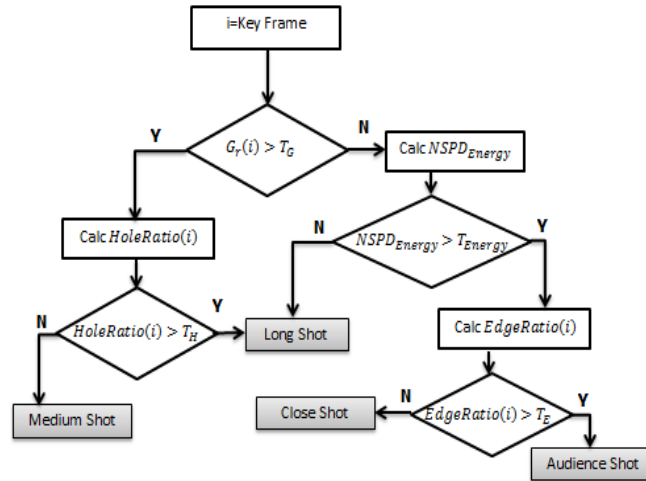 i=Key Frame
Y
N
G_r(i) > T_G
Calc NSPD_Energy
Calc HoleRatio(i)
N
NSPD_Energy > T_Energy
Y
N
HoleRatio(i) > T_H
Y
Long Shot
Calc EdgeRatio(i)
Medium Shot
Close Shot
N
EdgeRatio(i) > T_E
Y
Audience Shot